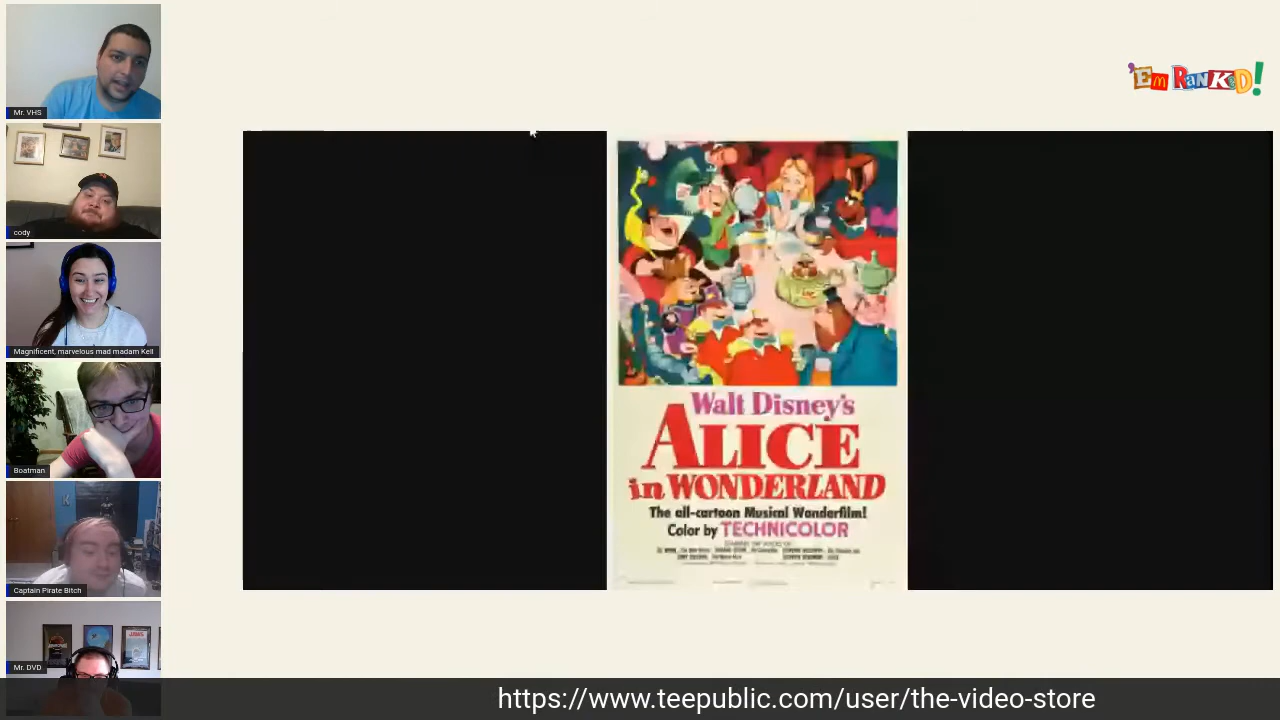 Mr. VHS
cody
Magnificent, marvelous mad madam Kell
Boatman
Captain Pirate Bitch
Mr. DVD
'Em RanKeD!
Walt Disney's
ALICE
in WONDERLAND
The all-cartoon Musical Wonderfilm!
Color by TECHNICOLOR
JAWS
https://www.teepublic.com/user/the-video-store